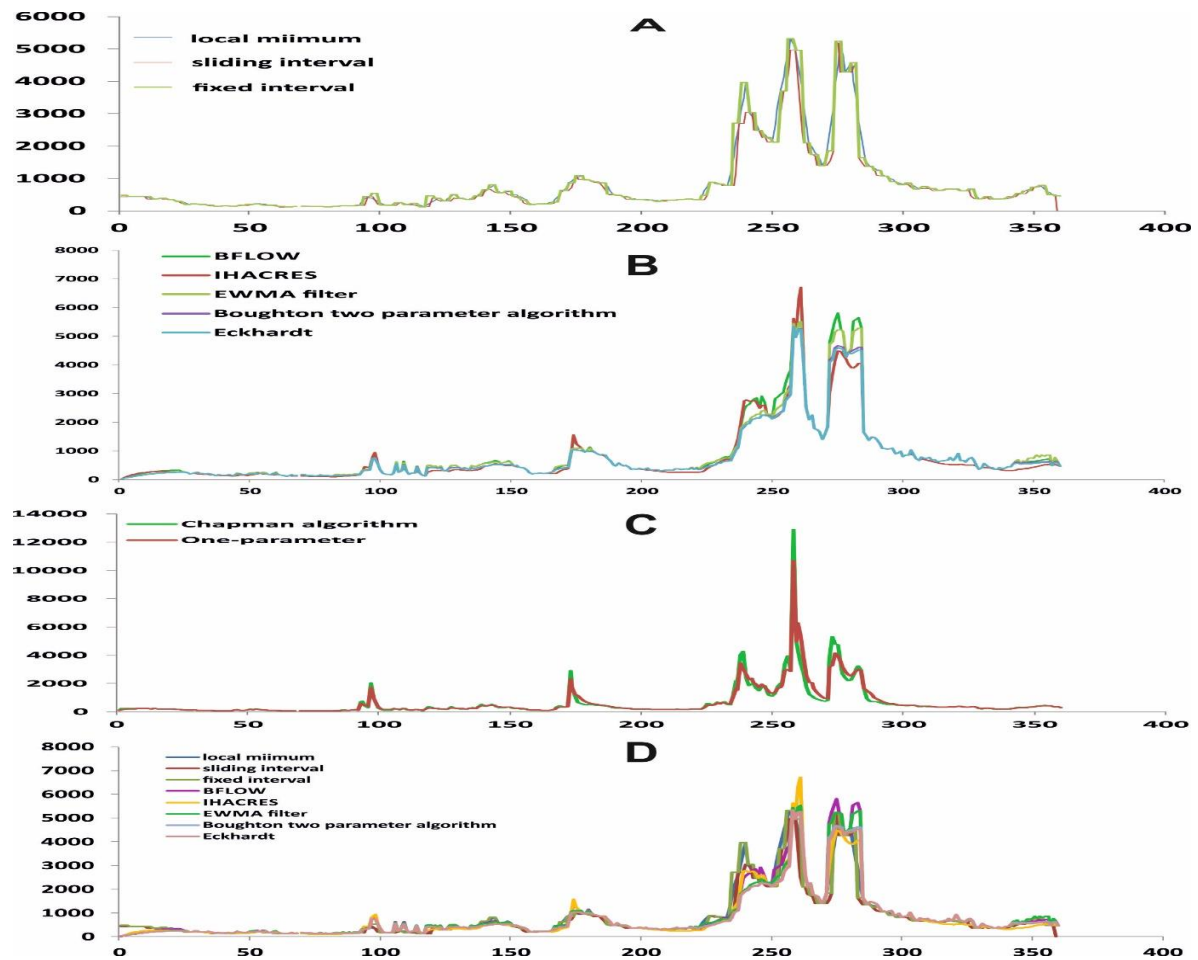 A
6000
5000
4000
3000
2000
1000
0
local miimum
sliding interval
fixed interval
0 50 100 150 200 250 300 350 400
B
8000
7000
6000
5000
4000
3000
2000
1000
0
BFLOW
IHACRES
EWMA filter
Boughton two parameter algorithm
Eckhardt
0 50 100 150 200 250 300 350 400
C
14000
12000
10000
8000
6000
4000
2000
0
Chapman algorithm
One-parameter
0 50 100 150 200 250 300 350 400
D
8000
7000
6000
5000
4000
3000
2000
1000
0
local miimum
sliding interval
fixed interval
BFLOW
IHACRES
EWMA filter
Boughton two parameter algorithm
Eckhardt
0 50 100 150 200 250 300 350 400